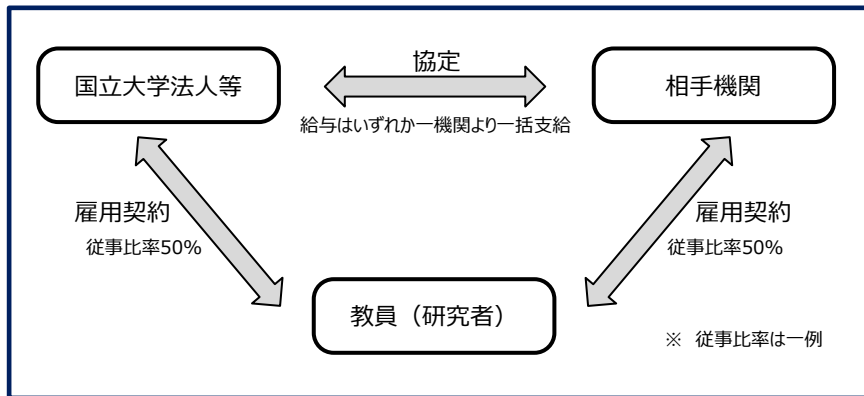 国立大学法人等
協定
相手機関
給与はいずれか一機関より一括支給
雇用契約
従事比率50%
雇用契約
従事比率50%
教員（研究者）
※ 従事比率は一例